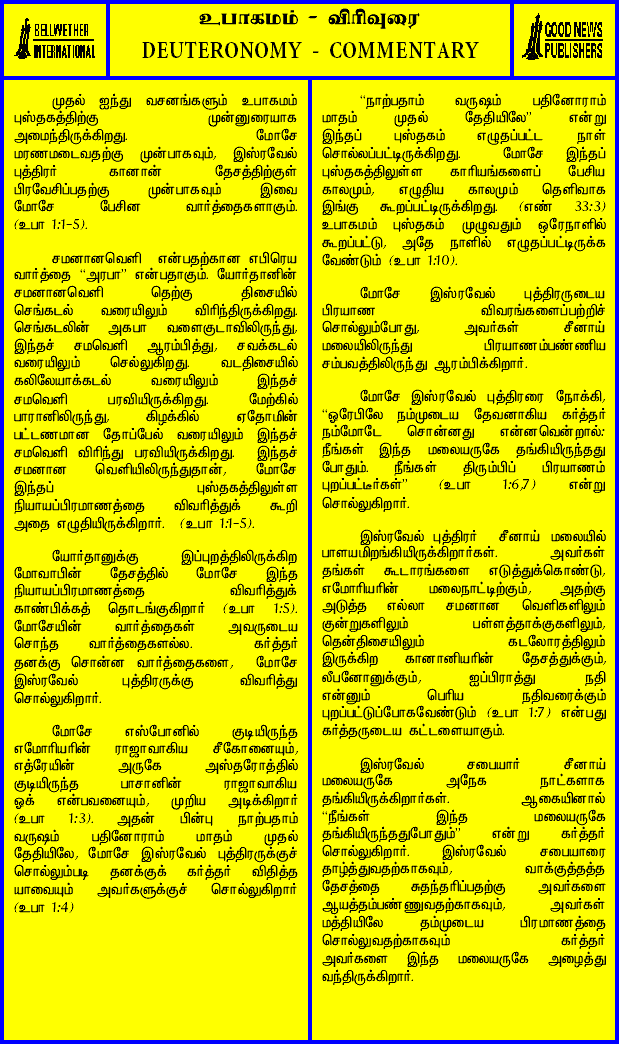 BELLWETHER
INTERNATIONAL
உபாகமம் - விரிவுரை
DEUTERONOMY - COMMENTARY
GOOD NEWS
PUBLISHERS
முதல் ஐந்து வசனங்களும் உபாகமம்
புஸ்தகத்திற்கு முன்னுரையாக
அமைந்திருக்கிறது. மோசே
மரணமடைவதற்கு முன்பாகவும், இஸ்ரவேல்
புத்திரர் கானான் தேசத்திற்குள்
பிரவேசிப்பதற்கு முன்பாகவும் இவை
மோசே பேசின வார்த்தைகளாகும்.
(உபா 1:1-5).
சமனானவெளி என்பதற்கான எபிரெய
வார்த்தை “அரபா” என்பதாகும். யோர்தானின்
சமனானவெளி தெற்கு திசையில்
செங்கடல் வரையிலும் விரிந்திருக்கிறது.
செங்கடலின் அகபா வளைகுடாவிலிருந்து,
இந்தச் சமவெளி ஆரம்பித்து, சவக்கடல்
வரையிலும் செல்லுகிறது. வடதிசையில்
கலிலேயாக்கடல் வரையிலும் இந்தச்
சமவெளி பரவியிருக்கிறது. மேற்கில்
பாரானிலிருந்து, கிழக்கில் ஏதோமின்
பட்டணமான தோப்பேல் வரையிலும் இந்தச்
சமவெளி விரிந்து பரவியிருக்கிறது. இந்தச்
சமனான வெளியிலிருந்துதான், மோசே
இந்தப் புஸ்தகத்திலுள்ள
நியாயப்பிரமாணத்தை விவரித்துக் கூறி
அதை எழுதியிருக்கிறார். (உபா 1:1-5).
யோர்தானுக்கு இப்புறத்திலிருக்கிற
மோவாபின் தேசத்தில் மோசே இந்த
நியாயப்பிரமாணத்தை விவரித்துக்
காண்பிக்கத் தொடங்குகிறார் (உபா 1:5).
மோசேயின் வார்த்தைகள் அவருடைய
சொந்த வார்த்தைகளல்ல. கர்த்தர்
தனக்கு சொன்ன வார்த்தைகளை, மோசே
இஸ்ரவேல் புத்திரருக்கு விவரித்து
சொல்லுகிறார்.
மோசே எஸ்போனில் குடியிருந்த
எமோரியரின் ராஜாவாகிய சீகோனையும்,
எத்ரேயின் அருகே அஸ்தரோத்தில்
குடியிருந்த பாசானின் ராஜாவாகிய
ஓக் என்பவனையும், முறிய அடிக்கிறார்
(உபா 1:3). அதன் பின்பு நாற்பதாம்
வருஷம் பதினோராம் மாதம் முதல்
தேதியிலே, மோசே இஸ்ரவேல் புத்திரருக்குச்
சொல்லும்படி தனக்குக் கர்த்தர் விதித்த
யாவையும் அவர்களுக்குச் சொல்லுகிறார்
(உபா 1:4)
“நாற்பதாம் வருஷம் பதினோராம்
மாதம் முதல் தேதியிலே” என்று
இந்தப் புஸ்தகம் எழுதப்பட்ட நாள்
சொல்லப்பட்டிருக்கிறது. மோசே இந்தப்
புஸ்தகத்திலுள்ள காரியங்களைப் பேசிய
காலமும், எழுதிய காலமும் தெளிவாக
இங்கு கூறப்பட்டிருக்கிறது. (எண் 33:3)
உபாகமம் புஸ்தகம் முழுவதும் ஒரேநாளில்
கூறப்பட்டு, அதே நாளில் எழுதப்பட்டிருக்க
வேண்டும் (உபா 1:10).
மோசே இஸ்ரவேல் புத்திரருடைய
பிரயாண விவரங்களைப்பற்றிச்
சொல்லும்போது, அவர்கள் சீனாய்
மலையிலிருந்து பிரயாணம்பண்ணிய
சம்பவத்திலிருந்து ஆரம்பிக்கிறார்.
மோசே இஸ்ரவேல் புத்திரரை நோக்கி,
“ஓரேபிலே நம்முடைய தேவனாகிய கர்த்தர்
நம்மோடே சொன்னது என்னவென்றால்:
நீங்கள் இந்த மலையருகே தங்கியிருந்தது
போதும். நீங்கள் திரும்பிப் பிரயாணம்
புறப்பட்டீர்கள்” (உபா 1:6,7) என்று
சொல்லுகிறார்.
இஸ்ரவேல் புத்திரர் சீனாய் மலையில்
பாளயமிறங்கியிருக்கிறார்கள். அவர்கள்
தங்கள் கூடாரங்களை எடுத்துக்கொண்டு,
எமோரியரின் மலைநாட்டிற்கும், அதற்கு
அடுத்த எல்லா சமனான வெளிகளிலும்
குன்றுகளிலும் பள்ளத்தாக்குகளிலும்,
தென்திசையிலும் கடலோரத்திலும்
இருக்கிற கானானியரின் தேசத்துக்கும்,
லீபனோனுக்கும், ஐப்பிராத்து நதி
என்னும் பெரிய நதிவரைக்கும்
புறப்பட்டுப்போகவேண்டும் (உபா 1:7) என்பது
கர்த்தருடைய கட்டளையாகும்.
இஸ்ரவேல் சபையார் சீனாய்
மலையருகே அநேக நாட்களாக
தங்கியிருக்கிறார்கள். ஆகையினால்
“நீங்கள் இந்த மலையருகே
தங்கியிருந்ததுபோதும்” என்று கர்த்தர்
சொல்லுகிறார். இஸ்ரவேல் சபையாரை
தாழ்த்துவதற்காகவும், வாக்குத்தத்த
தேசத்தை சுதந்தரிப்பதற்கு அவர்களை
ஆயத்தம்பண்ணுவதற்காகவும், அவர்கள்
மத்தியிலே தம்முடைய பிரமாணத்தை
சொல்லுவதற்காகவும் கர்த்தர்
அவர்களை இந்த மலையருகே அழைத்து
வந்திருக்கிறார்.